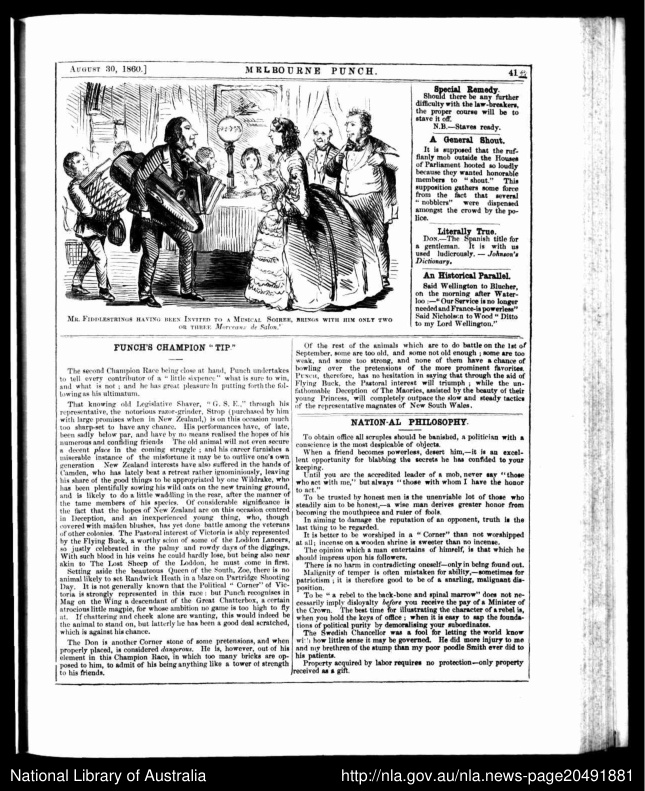 August 30, 1860.]
MELBOURNE PUNCH.
41
Mr. Fiddlestrings having been Invited to a Musical Soiree, brings with him only two
or three Morceaux de Salon."
Special Remedy.
Should there be any further
difficulty with the law-breakers,
the proper course will be to
stave it off.
N.B.—Staves ready.
A General Shout.
It is supposed that the ruf-
fianly mob outside the Houses
of Parliament hooted so loudly
because they wanted honorable
members to "shout." This
supposition gathers some force
from the fact that several
"nobblers" were dispensed
amongst the crowd by the po-
lice.
Literally True.
Don.—The Spanish title for
a gentleman. It is with us
used ludicrously. — Johnson's
Dictionary.
An Historical Parallel.
Said Wellington to Blucher,
on the morning after Water-
loo :—"Our Service is no longer
needed and France is powerless"
Said Nicholson to Wood "Ditto
to my Lord Wellington."
PUNCH'S CHAMPION "TIP."
The second Champion Race being close at hand, Punch undertakes
to tell every contributor of a "little sixpence" what is sure to win,
and what is not ; and he has great pleasure in putting forth the fol-
lowing as his ultimatum.
That knowing old Legislative Shaver, "G. S. E.," through his
representative, the notorious razor-grinder, Strop (purchased by him
with large promises when in New Zealand,) is on this occasion much
too sharp-set to have any chance. His performances have, of late,
been sadly below par, and have by no means realised the hopes of his
numerous and confiding friends The old animal will not even secure
a decent place in the coming struggle ; and his career furnishes a
miserable instance of the misfortune it may be to outlive one's own
generation New Zealand interests have also suffered in the hands of
Camden, who has lately beat a retreat rather ignominiously, leaving
his share of the good things to be appropriated by one Wildrake, who
has been plentifully sowing his wild oats on the new training ground,
and is likely to do a little waddling in the rear, after the manner of
the tame members of his species. Of considerable significance is
the fact that the hopes of New Zealand are on this occasion centred
in Deception, and an inexperienced young thing, who, though
covered with maiden blushes, has yet done battle among the veterans
of other colonies. The Pastoral interest of Victoria is ably represented
by the Flying Buck, a worthy scion of some of the Loddon Lancers,
so justly celebrated in the palmy and rowdy days of the diggings.
With such blood in his veins he could hardly lose, but being also near
akin to The Lost Sheep of the Loddon, he must come in first.
Setting aside the beauteous Queen of the South, Zoe, there is no
animal likely to set Randwick Heath in a blaze on Partridge Shooting
Day. It is not generally known that the Political "Corner" of Vic-
toria is strongly represented in this race : but Punch recognises in
Mag on the Wing a descendant of the Great Chatterbox, a certain
atrocious little magpie, for whose ambition no game is too high to fly
at. If chattering and cheek alone are wanting, this would indeed be
the animal to stand on, but latterly he has been a good deal scratched,
which is against his chance.
The Don is another Corner stone of some pretensions, and when
properly placed, is considered dangerous. He is, however, out of his
element in this Champion Race, in which too many bricks are op-
posed to him, to admit of his being anything like a tower of strength
to his friends.
Of the rest of the animals which are to do battle on the 1st of
September, some are too old, and some not old enough ; some are too
weak, and some too strong, and none of them have a chance of
bowling over the pretensions of the more prominent favorites.
Punch, therefore, has no hesitation in saying that through the aid of
Flying Buck, the Pastoral interest will triumph ; while the un-
fathomable Deception of The Maories, assisted by the beauty of their
young Princess, will completely outpace the slow and steady tactics
of the representative magnates of New South Wales.
NATION-AL PHILOSOPHY.
To obtain office all scruples should be banished, a politician with a
conscience is the most despicable of objects.
When a friend becomes powerless, desert him,—it is an excel-
lent opportunity for blabbing the secrets he has confided to your
keeping.
Until you are the accredited leader of a mob, never say "those
who act with me," but always "those with whom I have the honor
to act."
To be trusted by honest men is the unenviable lot of those who
steadily aim to be honest,—a wise man derives greater honor from
becoming the mouthpiece and ruler of fools.
In aiming to damage the reputation of an opponent, truth is the
last thing to be regarded.
It is better to be worshiped in a "Corner" than not worshipped
at all; incense on a wooden shrine is sweeter than no incense.
The opinion which a man entertains of himself, is that which he
should impress upon his followers.
There is no harm in contradicting oneself—only in being found out.
Malignity of temper is often mistaken for ability,—sometimes for
patriotism ; it is therefore good to be of a snarling, malignant dis-
position.
To be "a rebel to the back-bone and spinal marrow" does not ne-
cessarily imply disloyalty before you receive the pay of a Minister of
the Crown. The best time for illustrating the character of a rebel is,
when you hold the keys of office ; when it is easy to sap the founda-
tions of political purity by demoralising your subordinates.
The Swedish Chancellor was a fool for letting the world know
with how little sense it may be governed. He did more injury to me
and my brethren of the stump than my poor poodle Smith ever did to
his patients.
Property acquired by labor requires no protection—only property
received as a gift.
National Library of Australia
http://nla.gov.au/nla.news-page20491881